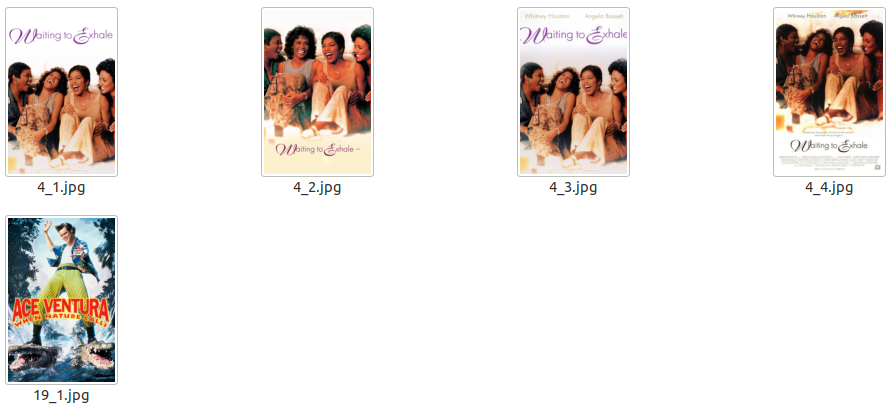 Waiting to Exhale
4_1.jpg
Waiting to Exhale
4_2.jpg
Whitney Houston Angela Bassett
Waiting to Exhale
4_3.jpg
Whitney Houston Angela Bassett
Waiting to Exhale
4_4.jpg
ACE VENTURA
WHEN NATURE CALLS
19_1.jpg